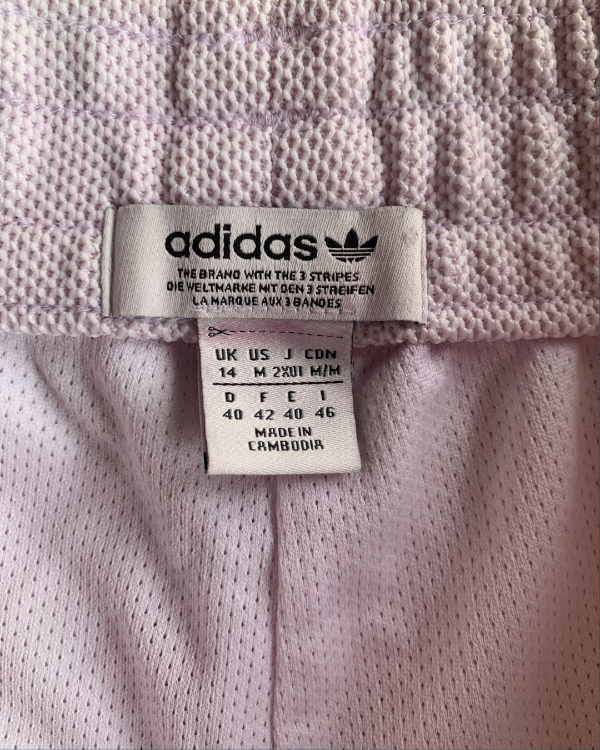 adidas
THE BRAND WITH THE 3 STRIPES
DIE WELTMARKE MIT DEN 3 STREIFEN
LA MARQUE AUX 3 BANDES
UK US J CDN
14 M 2XOT M/M
D F E I
40 42 40 46
MADE IN
CAMBODIA